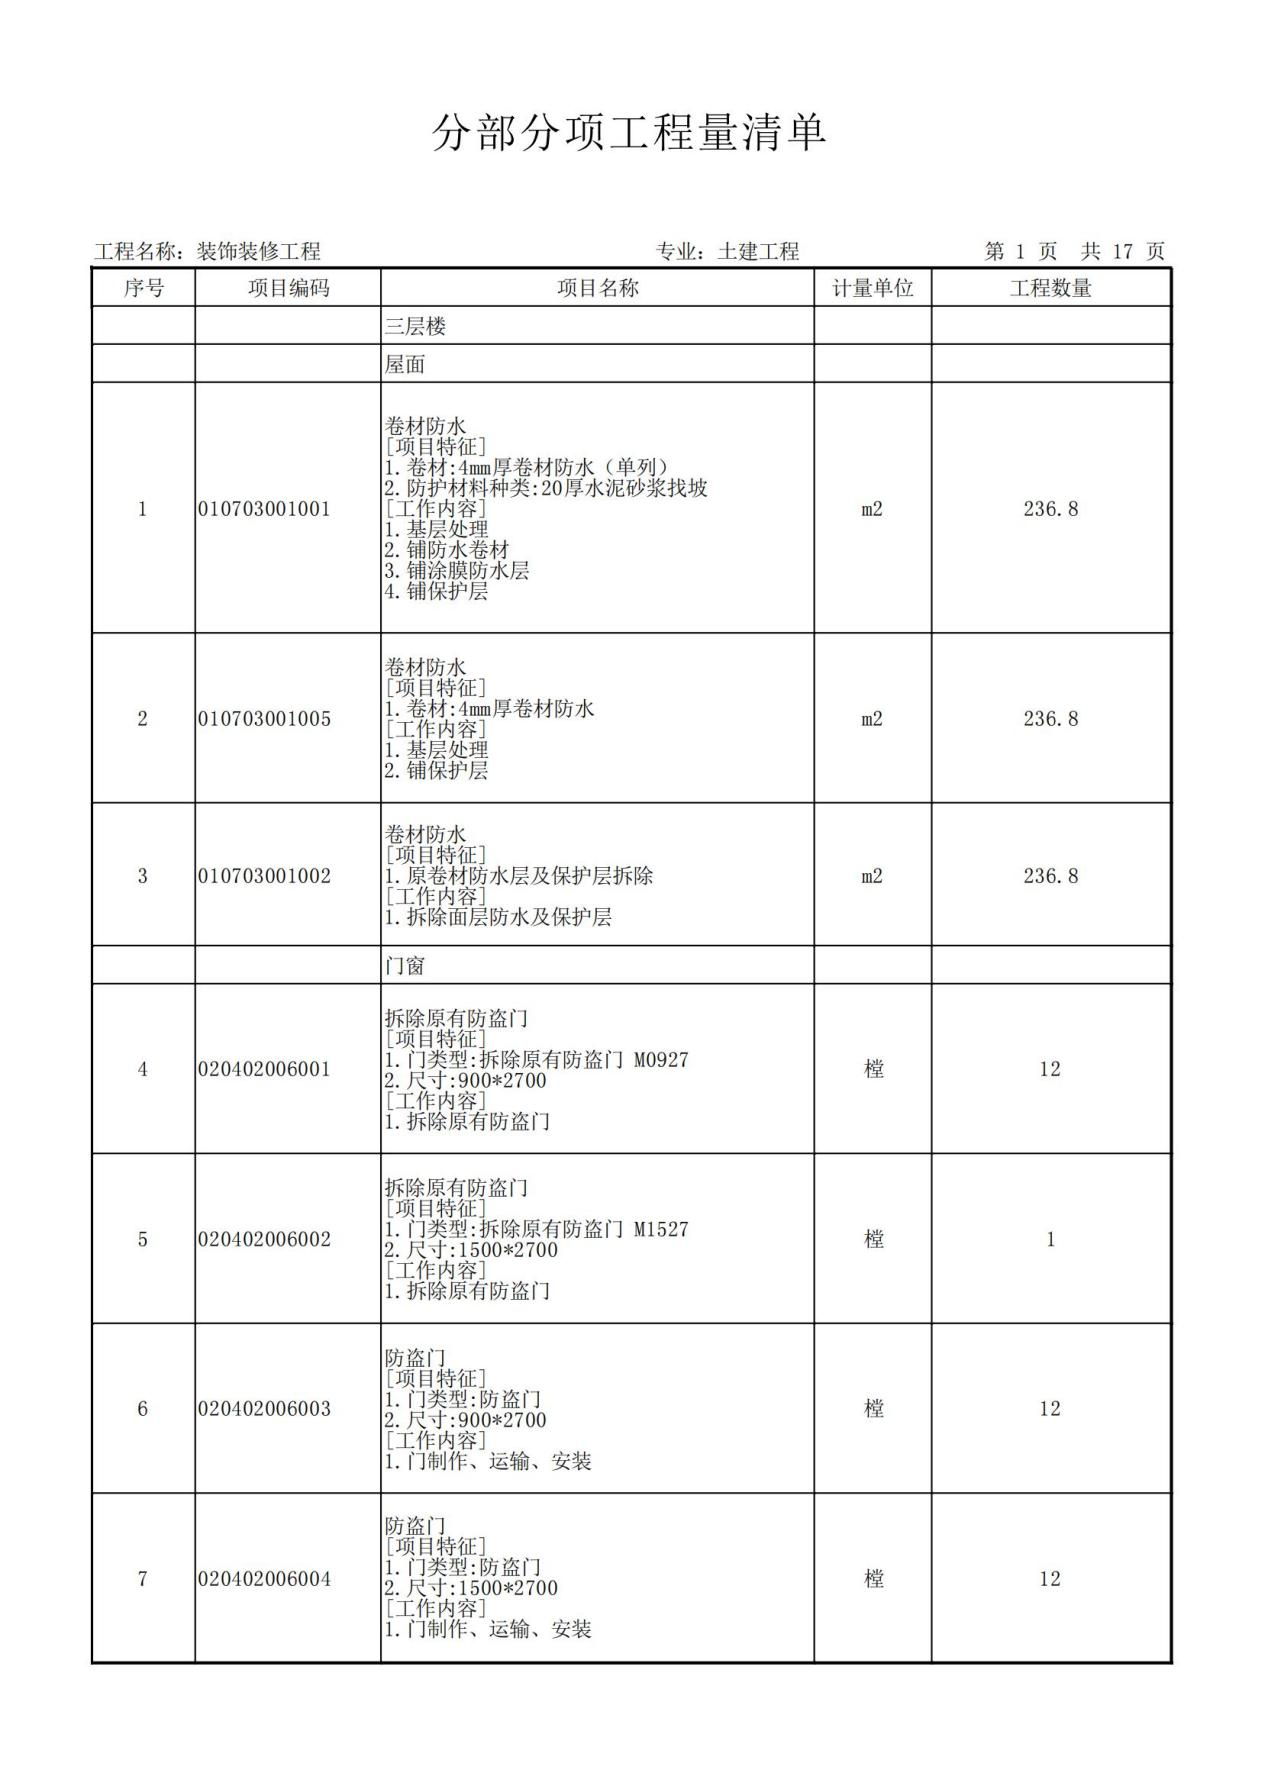 分部分项工程量清单
工程名称：装饰装修工程 专业：土建工程 第 1 页 共 17 页
序号 项目编码 项目名称 计量单位 工程数量
三层楼
屋面
1 010703001001 m2 236.8
卷材防水
[项目特征]
1.卷材:4mm厚卷材防水（单列）
2.防护材料种类:20厚水泥砂浆找坡
[工作内容]
1.基层处理
2.铺防水卷材
3.铺涂膜防水层
4.铺保护层
2 010703001005 m2 236.8
卷材防水
[项目特征]
1.卷材:4mm厚卷材防水
[工作内容]
1.基层处理
2.铺保护层
3 010703001002 m2 236.8
卷材防水
[项目特征]
1.原卷材防水层及保护层拆除
[工作内容]
1.拆除面层防水及保护层
门窗
4 020402006001 樘 12
拆除原有防盗门
[项目特征]
1.门类型:拆除原有防盗门 M0927
2.尺寸:900*2700
[工作内容]
1.拆除原有防盗门
5 020402006002 樘 1
拆除原有防盗门
[项目特征]
1.门类型:拆除原有防盗门 M1527
2.尺寸:1500*2700
[工作内容]
1.拆除原有防盗门
6 020402006003 樘 12
防盗门
[项目特征]
1.门类型:防盗门
2.尺寸:900*2700
[工作内容]
1.门制作、运输、安装
7 020402006004 樘 12
防盗门
[项目特征]
1.门类型:防盗门
2.尺寸:1500*2700
[工作内容]
1.门制作、运输、安装